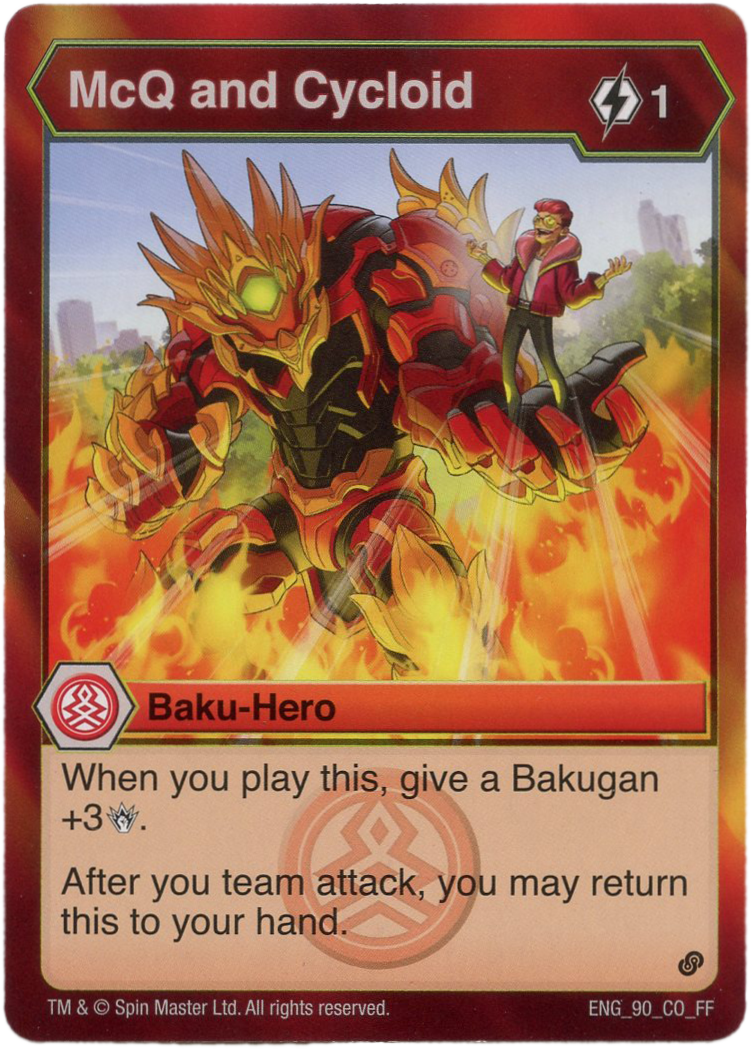 McQ and Cycloid
1
Baku-Hero
When you play this, give a Bakugan
+3.
After you team attack, you may return
this to your hand.
TM & © Spin Master Ltd. All rights reserved.
ENG_90_CO_FF